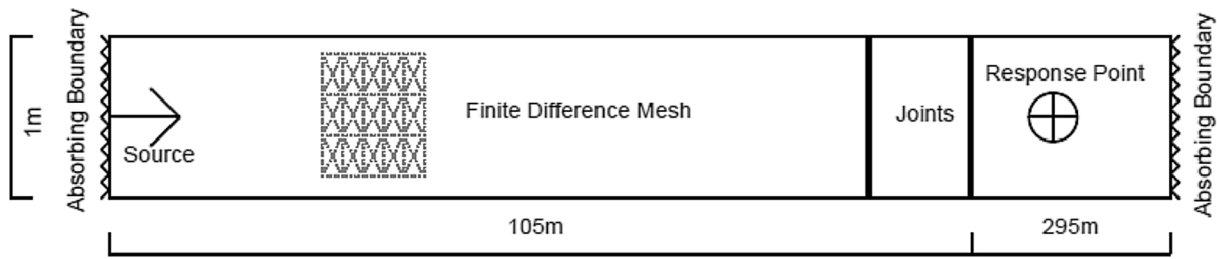 1m
Absorbing Boundary
Source
Finite Difference Mesh
Joints
Response Point
Absorbing Boundary
105m
295m